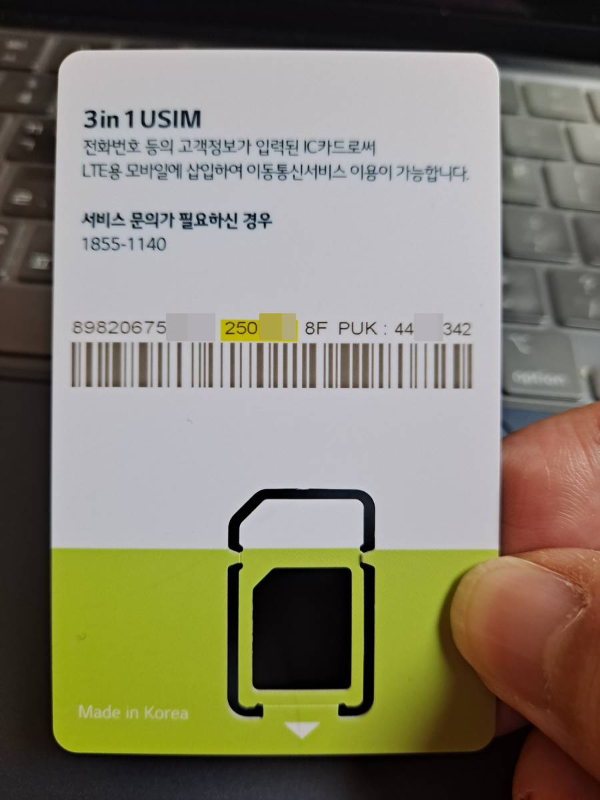 3 in 1 USIM
전화번호 등의 고객정보가 입력된 IC카드로써
LTE용 모바일에 삽입하여 이동통신서비스 이용이 가능합니다.
서비스 문의가 필요하신 경우
1855-1140
89820675 250 8F PUK : 44 342
option
Made in Korea